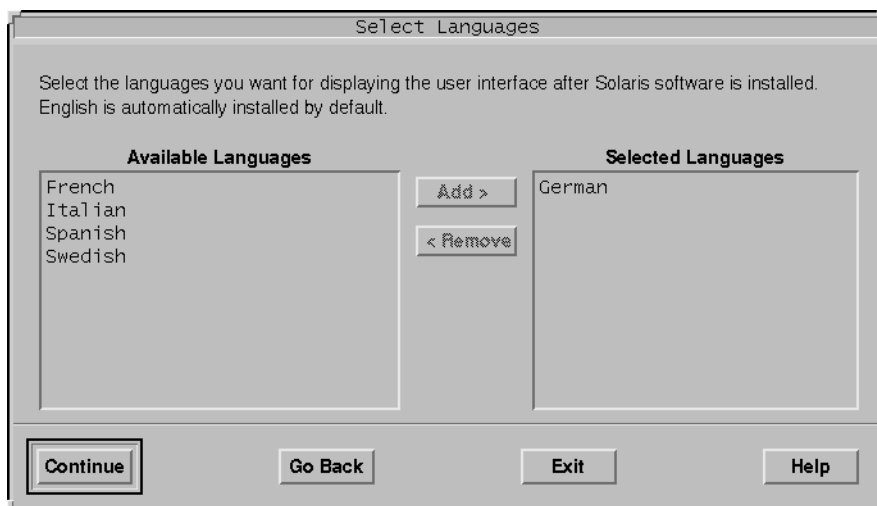 Select Languages
Select the languages you want for displaying the user interface after Solaris software is installed.
English is automatically installed by default.
Available Languages
French
Italian
Spanish
Swedish
Add >
< Remove
Selected Languages
German
Continue
Go Back
Exit
Help